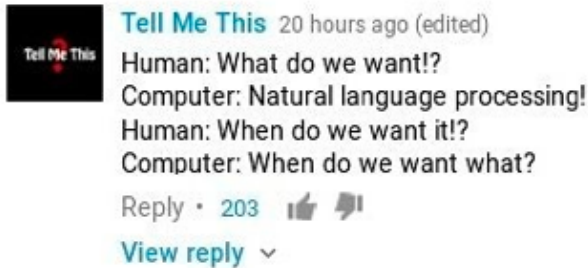 Tell Me This
Tell Me This 20 hours ago (edited)
Human: What do we want!?
Computer: Natural language processing!
Human: When do we want it!?
Computer: When do we want what?
Reply • 203
View reply